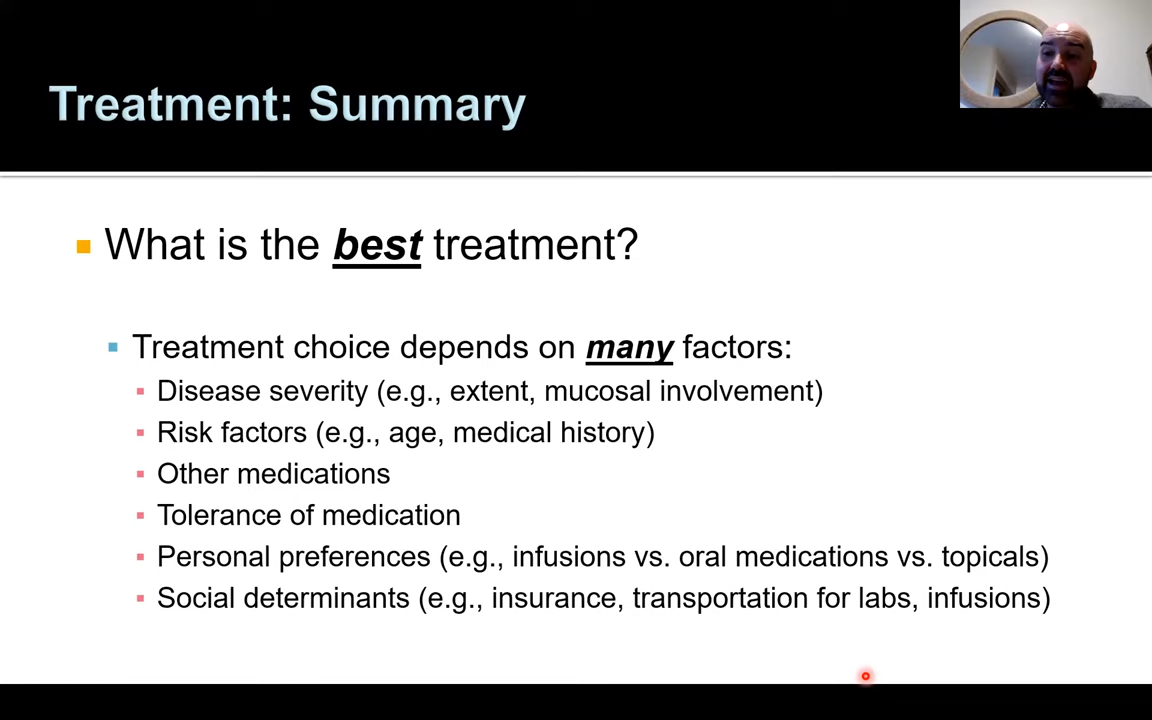 Treatment: Summary
What is the best treatment?
Treatment choice depends on many factors:
Disease severity (e.g., extent, mucosal involvement)
Risk factors (e.g., age, medical history)
Other medications
Tolerance of medication
Personal preferences (e.g., infusions vs. oral medications vs. topicals)
Social determinants (e.g., insurance, transportation for labs, infusions)